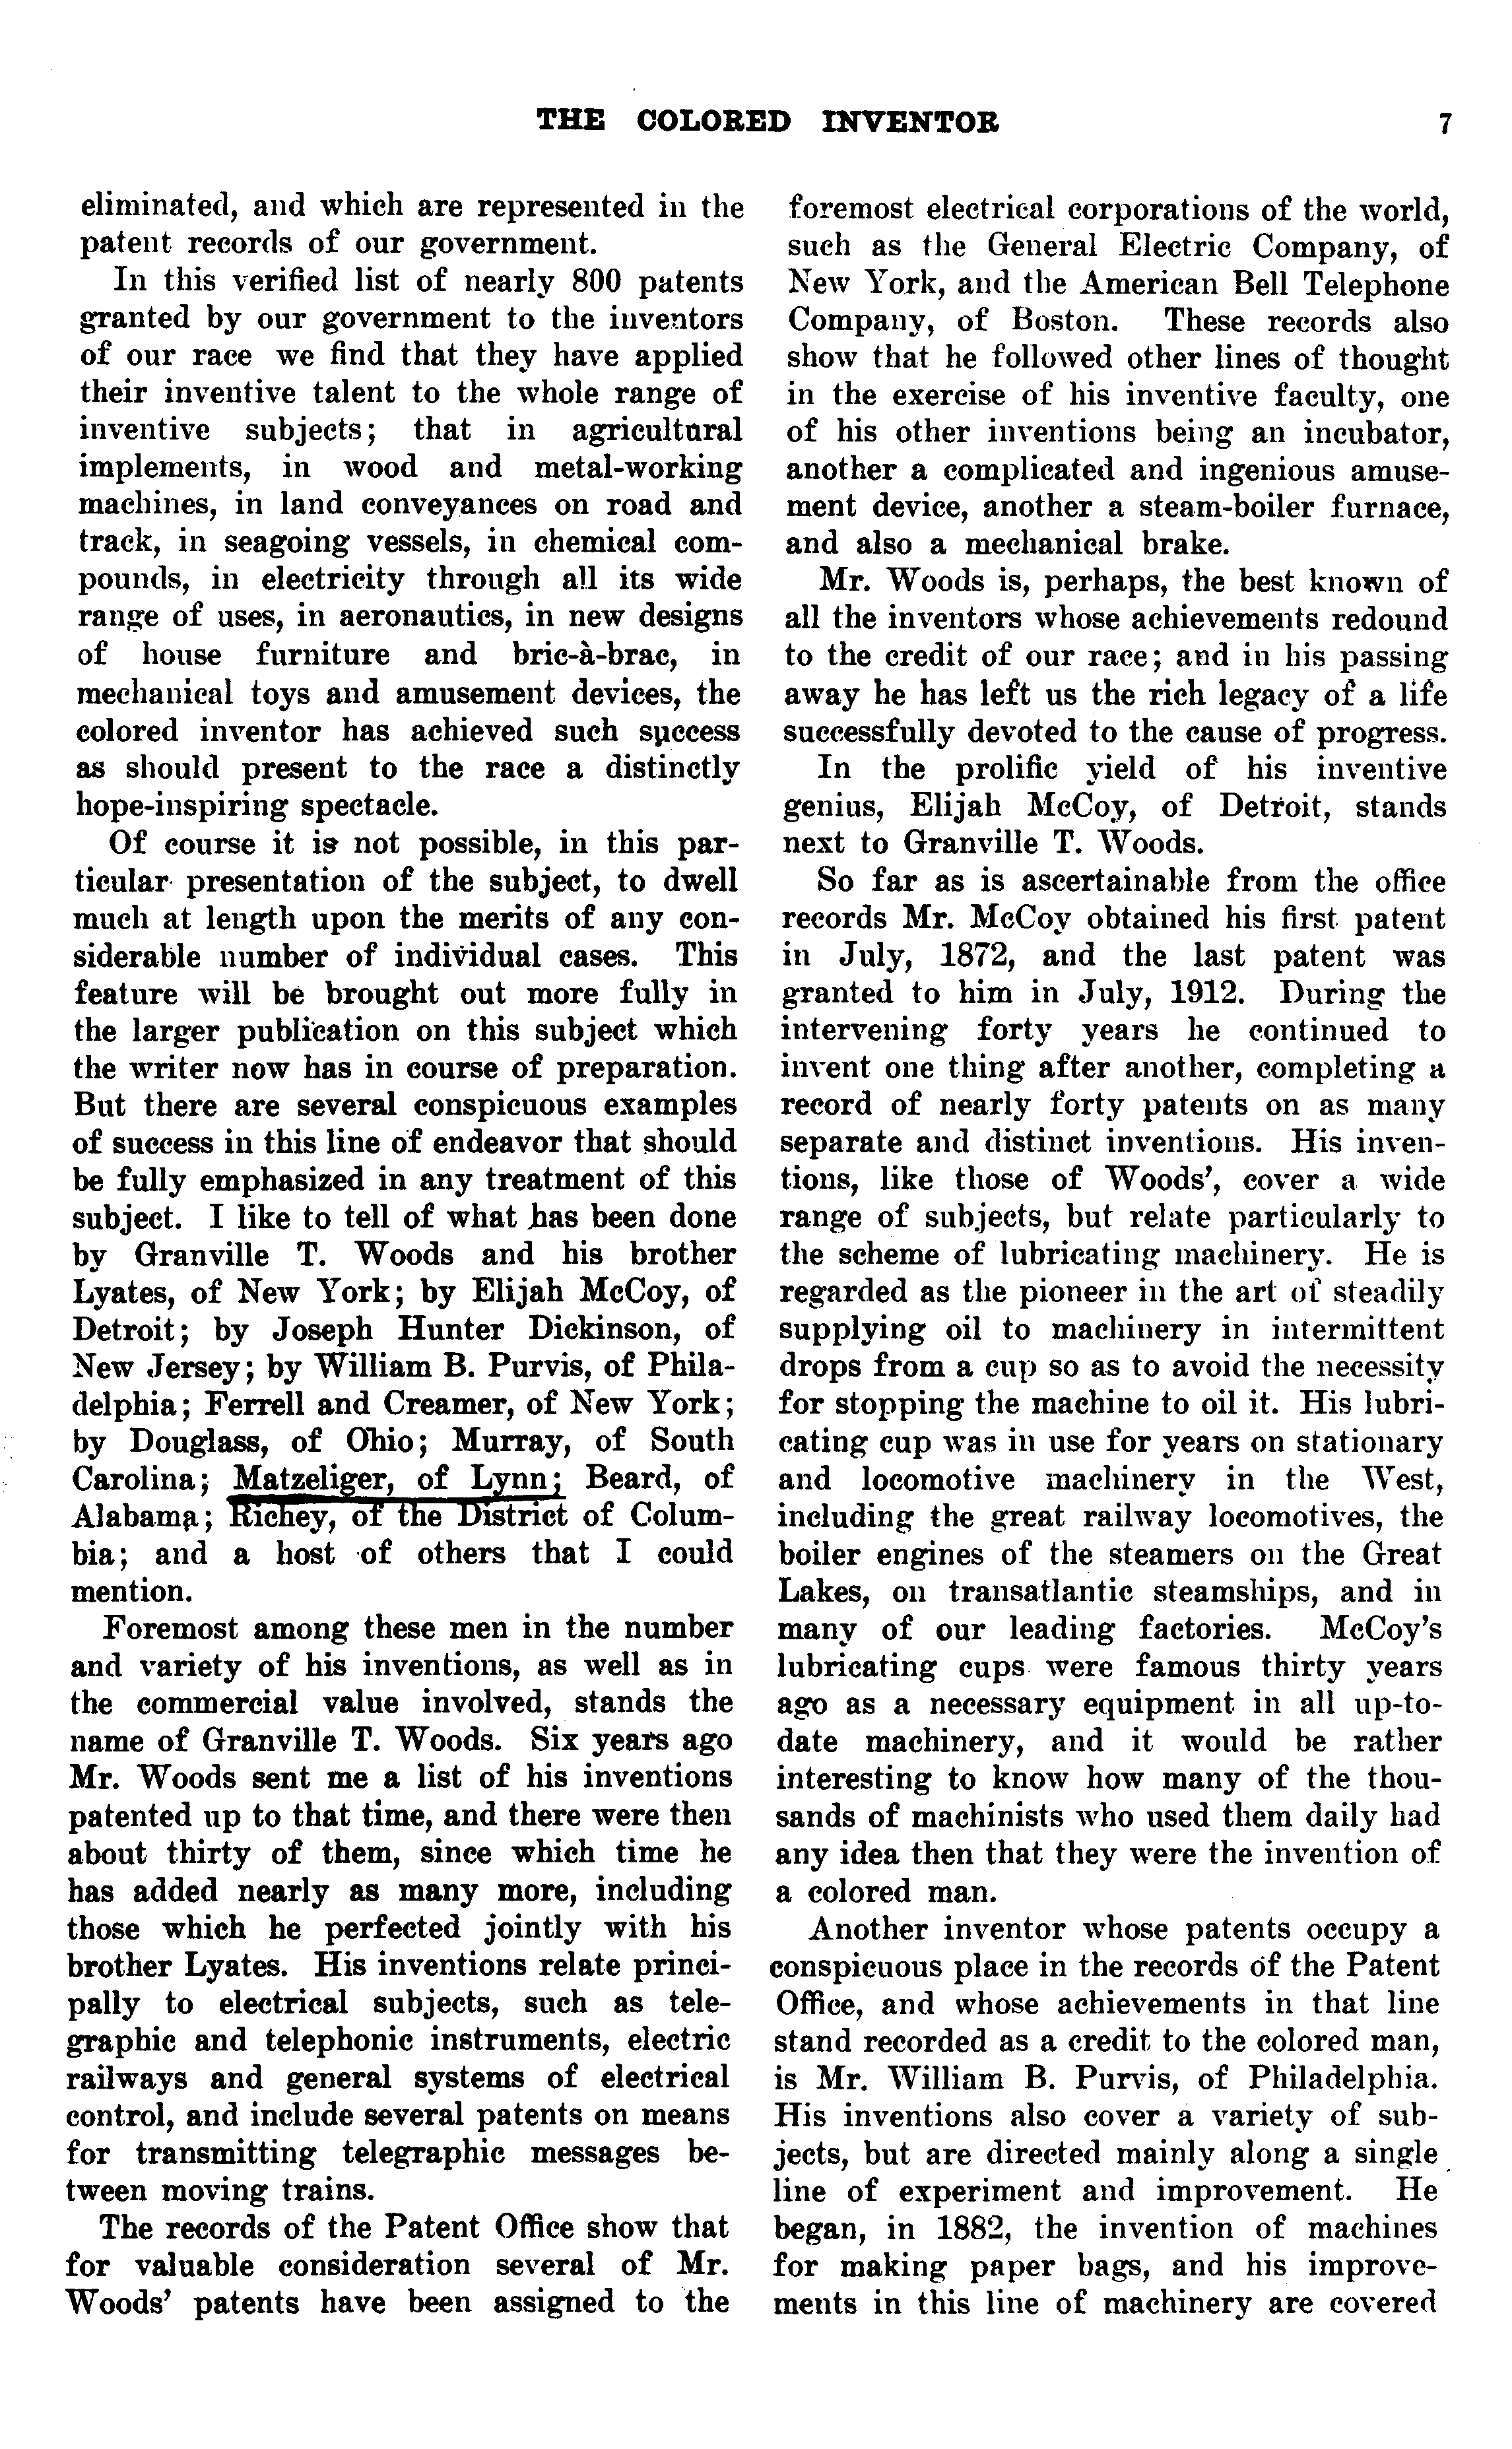 THE COLORED INVENTOR 7
eliminated, and which are represented in the
patent records of our government.
In this verified list of nearly 800 patents
granted by our government to the inventors
of our race we find that they have applied
their inventive talent to the whole range of
inventive subjects; that in agricultural
implements, in wood and metal-working
machines, in land conveyances on road and
track, in seagoing vessels, in chemical com-
pounds, in electricity through all its wide
range of uses, in aeronautics, in new designs
of house furniture and bric-à-brac, in
mechanical toys and amusement devices, the
colored inventor has achieved such success
as should present to the race a distinctly
hope-inspiring spectacle.
Of course it is not possible, in this par-
ticular presentation of the subject, to dwell
much at length upon the merits of any con-
siderable number of individual cases. This
feature will be brought out more fully in
the larger publication on this subject which
the writer now has in course of preparation.
But there are several conspicuous examples
of success in this line of endeavor that should
be fully emphasized in any treatment of this
subject. I like to tell of what has been done
by Granville T. Woods and his brother
Lyates, of New York; by Elijah McCoy, of
Detroit; by Joseph Hunter Dickinson, of
New Jersey; by William B. Purvis, of Phila-
delphia; Ferrell and Creamer, of New York;
by Douglass, of Ohio; Murray, of South
Carolina; Matzeliger, of Lynn; Beard, of
Alabama; Richey, of the District of Colum-
bia; and a host of others that I could
mention.
Foremost among these men in the number
and variety of his inventions, as well as in
the commercial value involved, stands the
name of Granville T. Woods. Six years ago
Mr. Woods sent me a list of his inventions
patented up to that time, and there were then
about thirty of them, since which time he
has added nearly as many more, including
those which he perfected jointly with his
brother Lyates. His inventions relate princi-
pally to electrical subjects, such as tele-
graphic and telephonic instruments, electric
railways and general systems of electrical
control, and include several patents on means
for transmitting telegraphic messages be-
tween moving trains.
The records of the Patent Office show that
for valuable consideration several of Mr.
Woods' patents have been assigned to the
foremost electrical corporations of the world,
such as the General Electric Company, of
New York, and the American Bell Telephone
Company, of Boston. These records also
show that he followed other lines of thought
in the exercise of his inventive faculty, one
of his other inventions being an incubator,
another a complicated and ingenious amuse-
ment device, another a steam-boiler furnace,
and also a mechanical brake.
Mr. Woods is, perhaps, the best known of
all the inventors whose achievements redound
to the credit of our race; and in his passing
away he has left us the rich legacy of a life
successfully devoted to the cause of progress.
In the prolific yield of his inventive
genius, Elijah McCoy, of Detroit, stands
next to Granville T. Woods.
So far as is ascertainable from the office
records Mr. McCoy obtained his first patent
in July, 1872, and the last patent was
granted to him in July, 1912. During the
intervening forty years he continued to
invent one thing after another, completing a
record of nearly forty patents on as many
separate and distinct inventions. His inven-
tions, like those of Woods', cover a wide
range of subjects, but relate particularly to
the scheme of lubricating machinery. He is
regarded as the pioneer in the art of steadily
supplying oil to machinery in intermittent
drops from a cup so as to avoid the necessity
for stopping the machine to oil it. His lubri-
cating cup was in use for years on stationary
and locomotive machinery in the West,
including the great railway locomotives, the
boiler engines of the steamers on the Great
Lakes, on transatlantic steamships, and in
many of our leading factories. McCoy's
lubricating cups were famous thirty years
ago as a necessary equipment in all up-to-
date machinery, and it would be rather
interesting to know how many of the thou-
sands of machinists who used them daily had
any idea then that they were the invention of
a colored man.
Another inventor whose patents occupy a
conspicuous place in the records of the Patent
Office, and whose achievements in that line
stand recorded as a credit to the colored man,
is Mr. William B. Purvis, of Philadelphia.
His inventions also cover a variety of sub-
jects, but are directed mainly along a single
line of experiment and improvement. He
began, in 1882, the invention of machines
for making paper bags, and his improve-
ments in this line of machinery are covered